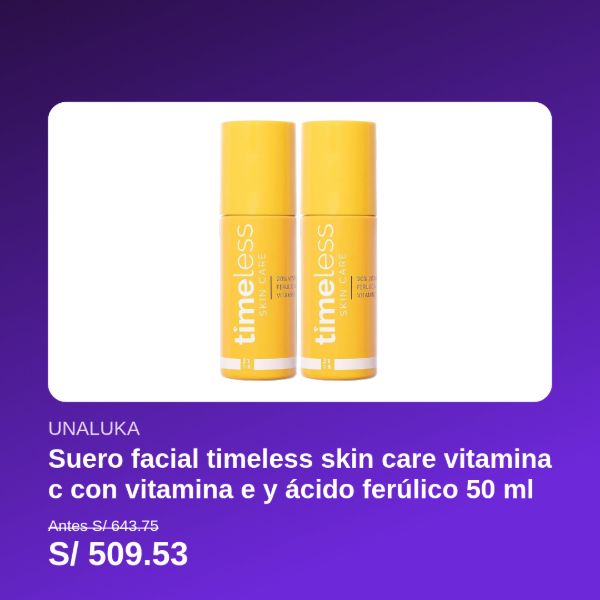 timeless
SKIN CARE
timeless
SKIN CARE
UNALUKA
Suero facial timeless skin care vitamina
c con vitamina e y ácido ferúlico 50 ml
Antes S/ 643.75
S/ 509.53